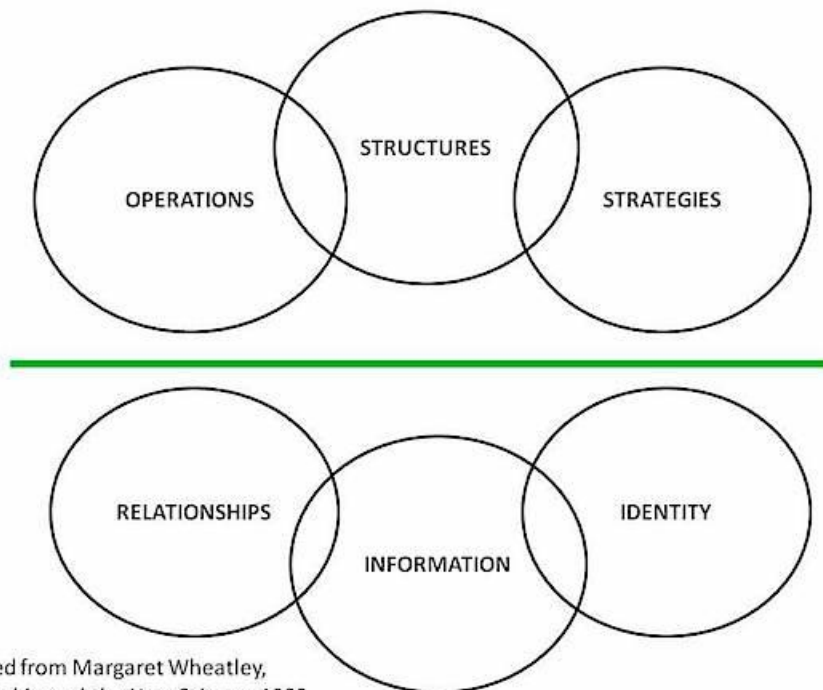 STRUCTURES
OPERATIONS
STRATEGIES
RELATIONSHIPS
IDENTITY
INFORMATION
ed from Margaret Wheatley,